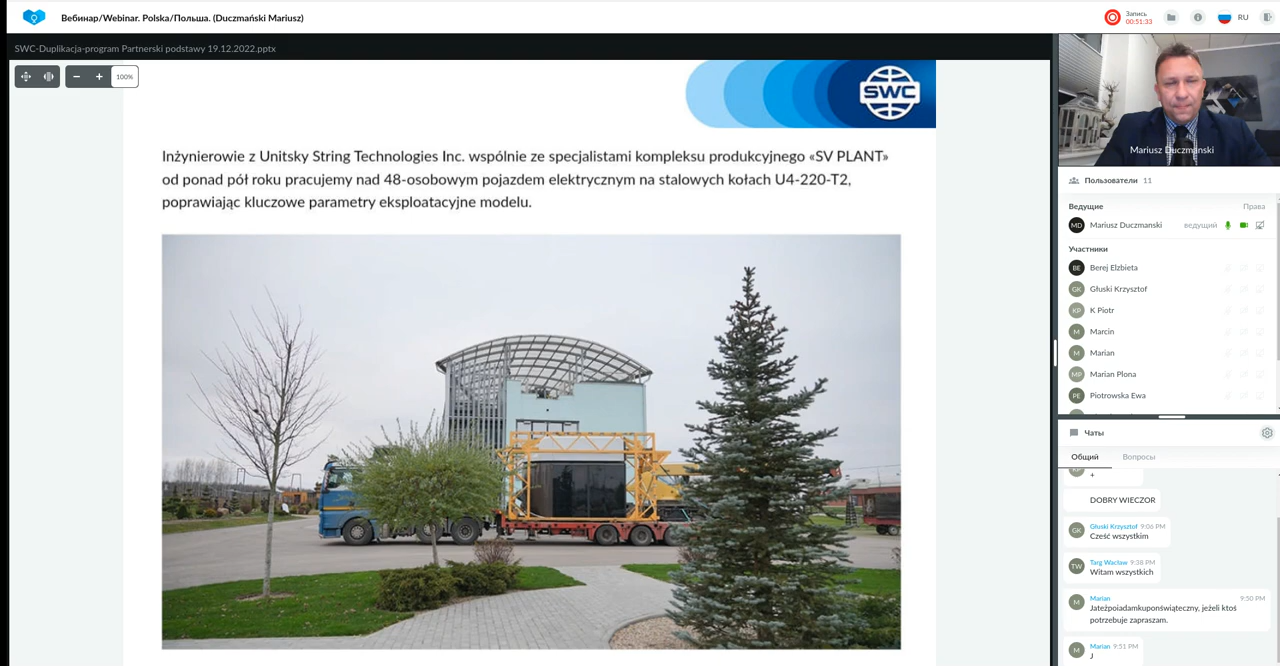 Вебинар/Webinar. Polska/Польша. (Duczmański Mariusz)
Запись
00:51:33
RU
SWC-Duplikacja-program Partnerski podstawy 19.12.2022.pptx
100%
SWC
Inżynierowie z Unitsky String Technologies Inc. wspólnie ze specjalistami kompleksu produkcyjnego «SV PLANT»
od ponad pół roku pracujemy nad 48-osobowym pojazdem elektrycznym na stalowych kołach U4-220-T2,
poprawiając kluczowe parametry eksploatacyjne modelu.
Mariusz Duczmanski
Пользователи 11
Ведущие Права
MD Mariusz Duczmanski ведущий
Участники
BE Berej Elzbieta
GK Głuski Krzysztof
KP K Piotr
M Marcin
M Marian
MP Marian Plona
PE Piotrowska Ewa
Чаты
Общий Вопросы
+
DOBRY WIECZOR
GK Głuski Krzysztof 9:06 PM
Cześć wszystkim
TW Targ Wacław 9:38 PM
Witam wszystkich
M Marian 9:50 PM
Jateżpoiadamkuponświąteczny, jeżeli ktoś
potrzebuje zapraszam.
M Marian 9:51 PM
J